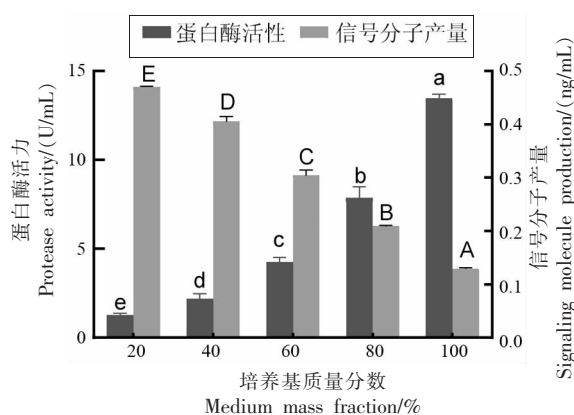 蛋白酶活性 信号分子产量
15
10
5
0
蛋白酶活力
Protease activity/(U/mL)
e d c b a
E D C B A
0.5
0.4
0.3
0.2
0.1
0.0
信号分子产量
Signaling molecule production/(ng/mL)
20 40 60 80 100
培养基质量分数
Medium mass fraction/%